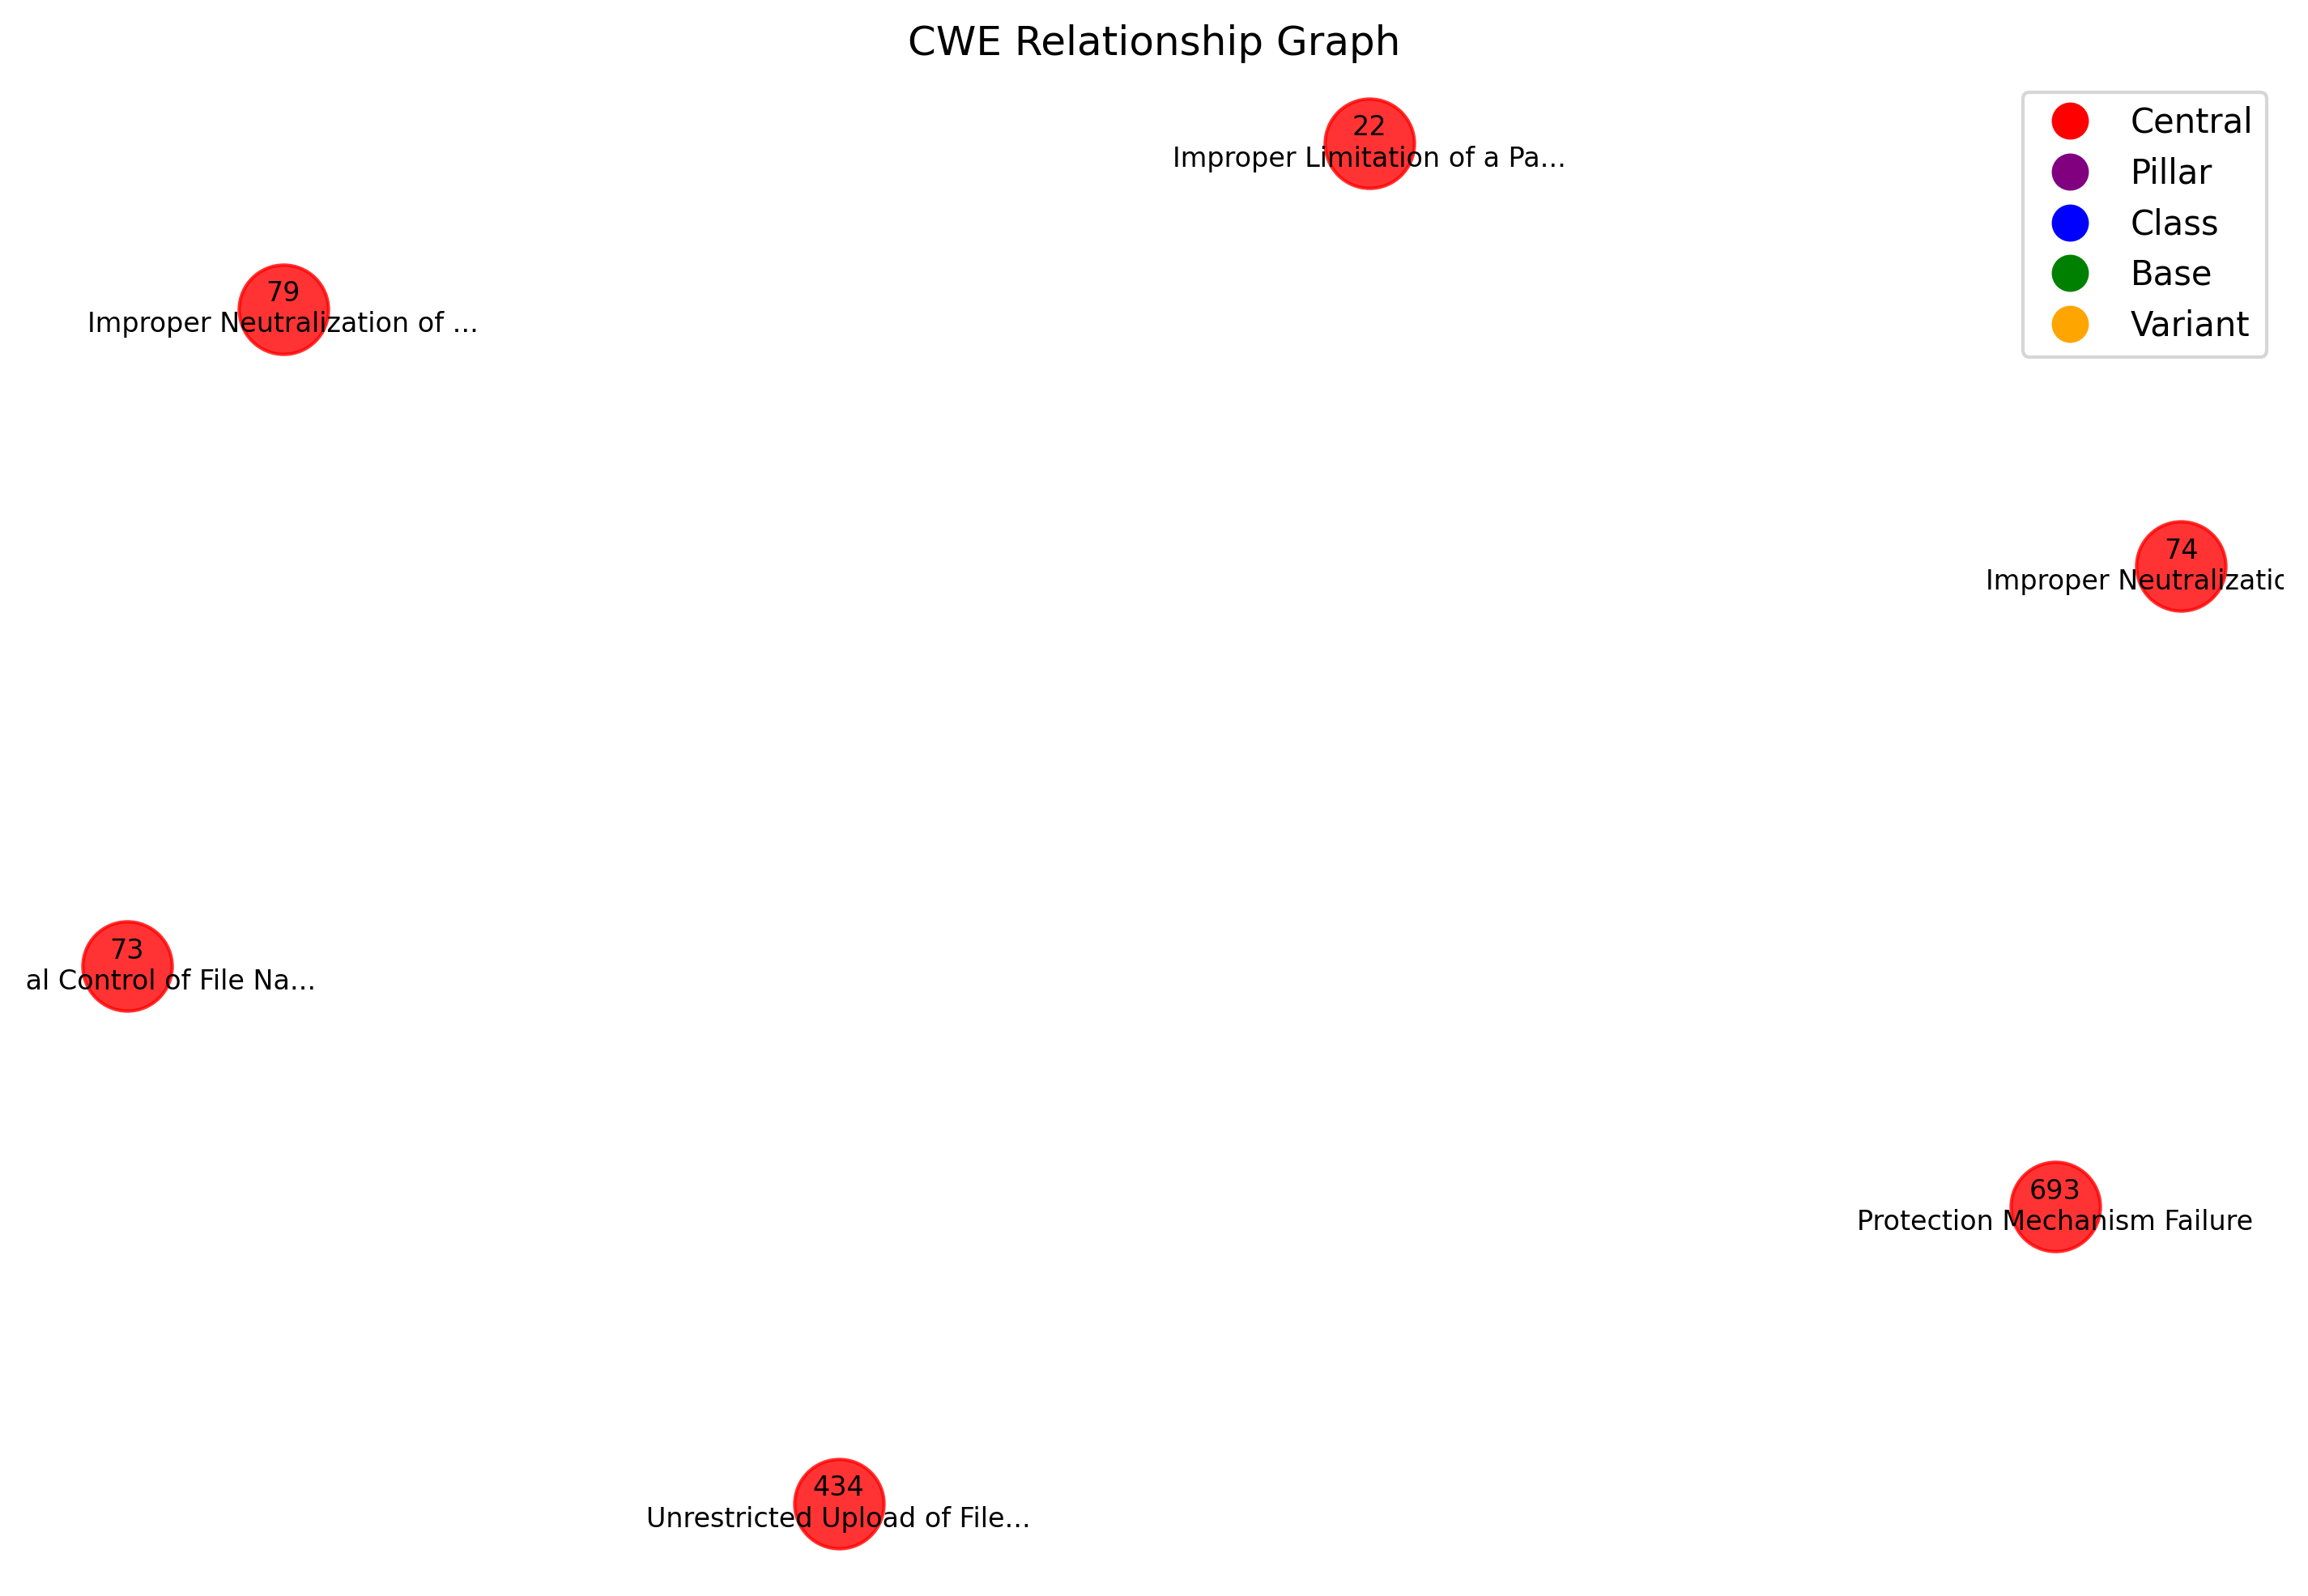 CWE Relationship Graph
22
Improper Limitation of a Pa...
Central
Pillar
Class
Base
Variant
79
Improper Neutralization of ...
74
Improper Neutralizatic
73
al Control of File Na...
693
Protection Mechanism Failure
434
Unrestricted Upload of File...